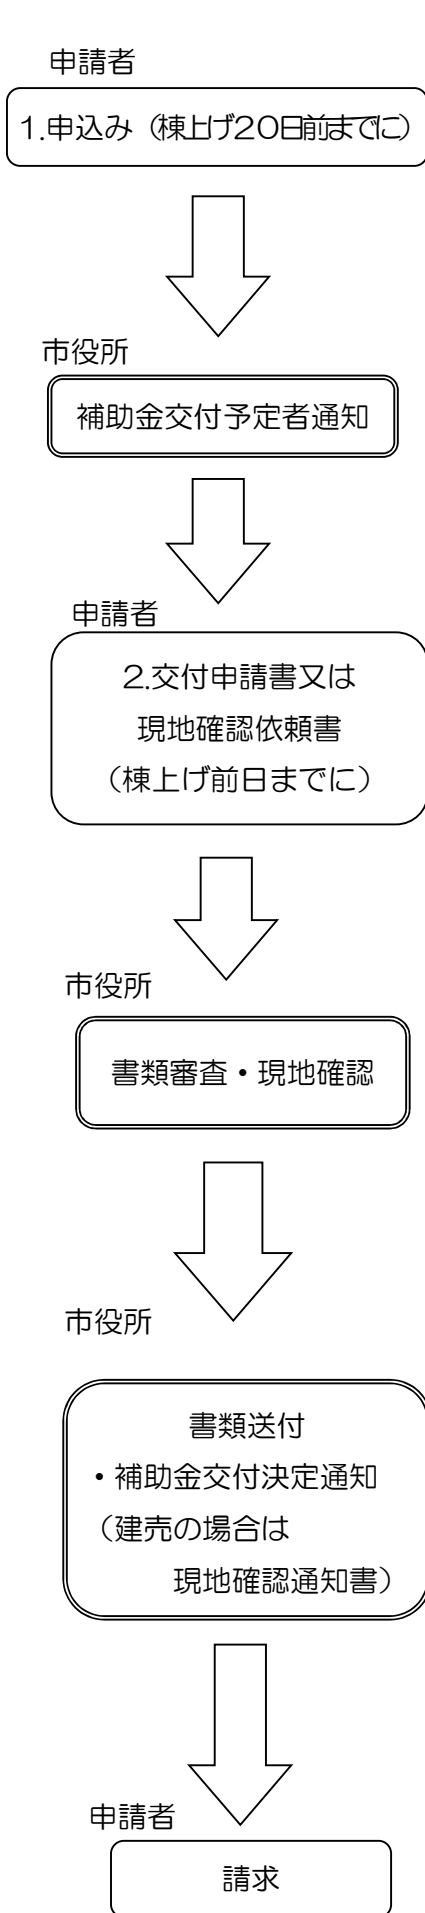 申請者
1.申込み（棟上げ20日前までに）
市役所
補助金交付予定者通知
申請者
2.交付申請書又は
現地確認依頼書
（棟上げ前日までに）
市役所
書類審査・現地確認
市役所
書類送付
・補助金交付決定通知
（建売の場合は
現地確認通知書）
申請者
請求